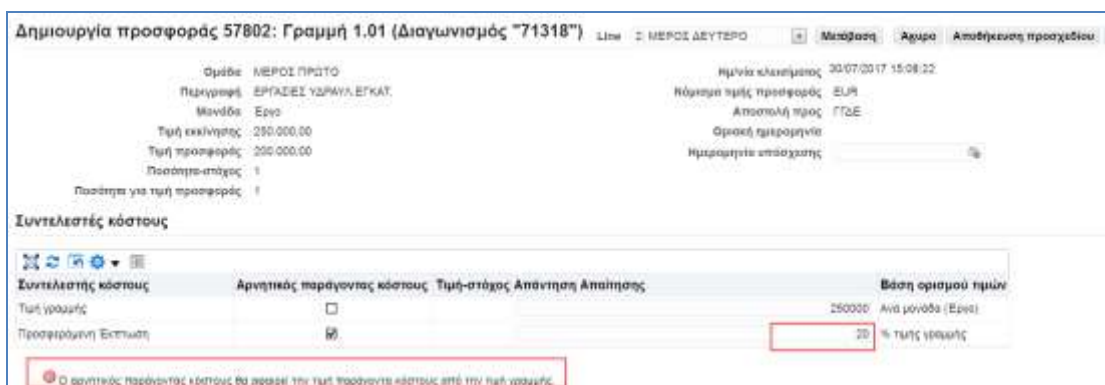 Δημιουργία προσφοράς 57802: Γραμμή 1.01 (Διαγωνισμός "71318") Line 2: ΜΕΡΟΣ ΔΕΥΤΕΡΟ Μετάβαση Άκυρο Αποθήκευση προσχεδίου
Ομάδα ΜΕΡΟΣ ΠΡΩΤΟ
Περιγραφή ΕΡΓΑΣΙΕΣ ΥΔΡΑΥΛ.ΕΓΚΑΤ.
Μονάδα Έργο
Τιμή εκκίνησης 250.000,00
Τιμή προσφοράς 200.000,00
Ποσότητα-στόχος 1
Ποσότητα για τιμή προσφοράς 1
Ημ/νία κλεισίματος 30/07/2017 15:08:22
Νόμισμα τιμής προσφοράς EUR
Αποστολή προς ΓΓΔΕ
Οριακή ημερομηνία
Ημερομηνία υπόσχεσης
Συντελεστές κόστους
Συντελεστής κόστους Αρνητικός παράγοντας κόστους Τιμή-στόχος Απάντηση Απαίτησης Βάση ορισμού τιμών
Τιμή γραμμής 250000 Ανά μονάδα (Έργο)
Προσφερόμενη Έκπτωση 20 % τιμής γραμμής
Ο αρνητικός παράγοντας κόστους θα αφαιρεί την τιμή παράγοντα κόστους από την τιμή γραμμής.